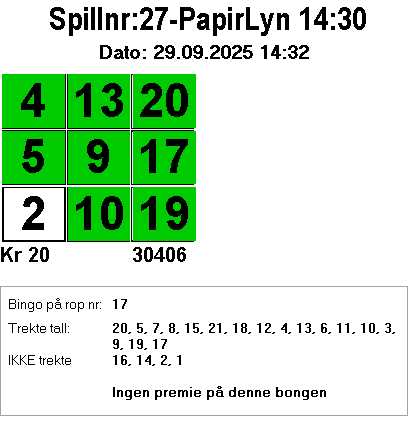 Spillnr:27-PapirLyn 14:30
Dato: 29.09.2025 14:32
4 13 20
5 9 17
2 10 19
Kr 20 30406
Bingo på rop nr: 17
Trekte tall: 20, 5, 7, 8, 15, 21, 18, 12, 4, 13, 6, 11, 10, 3,
9, 19, 17
IKKE trekte 16, 14, 2, 1
Ingen premie på denne bongen